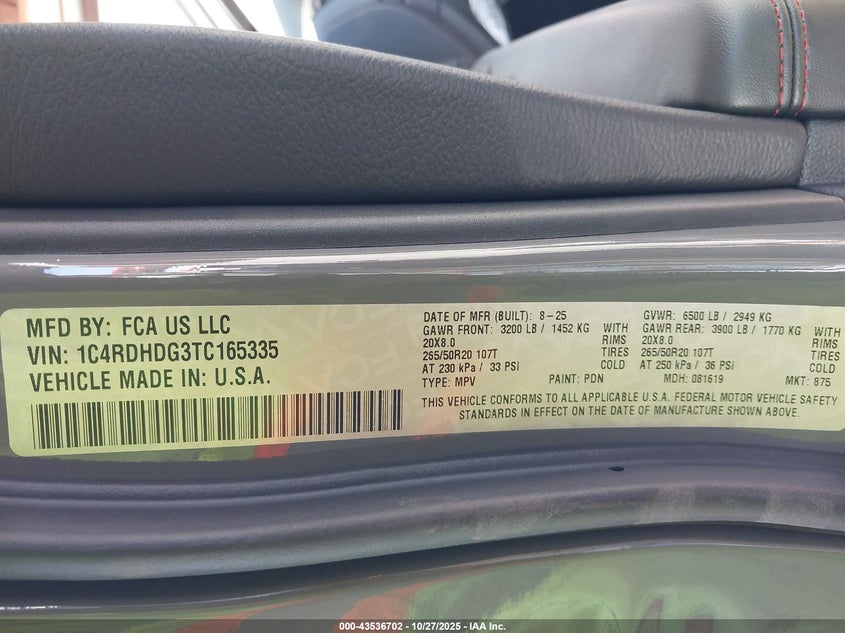 MFD BY: FCA US LLC
VIN: 1C4RDHDG3TC165335
VEHICLE MADE IN: U.S.A.
DATE OF MFR (BUILT): 8-25 GVWR: 6500 LB / 2949 KG
GAWR FRONT: 3200 LB / 1452 KG WITH GAWR REAR: 3900 LB / 1770 KG WITH
20X8.0 RIMS 20X8.0 RIMS
265/50R20 107T TIRES 265/50R20 107T TIRES
AT 230 kPa / 33 PSI COLD AT 250 kPa / 36 PSI COLD
TYPE: MPV PAINT: PDN MDH: 081619 MKT: 875
THIS VEHICLE CONFORMS TO ALL APPLICABLE U.S.A. FEDERAL MOTOR VEHICLE SAFETY
STANDARDS IN EFFECT ON THE DATE OF MANUFACTURE SHOWN ABOVE.
000-43536702 - 10/27/2025 - IAA Inc.